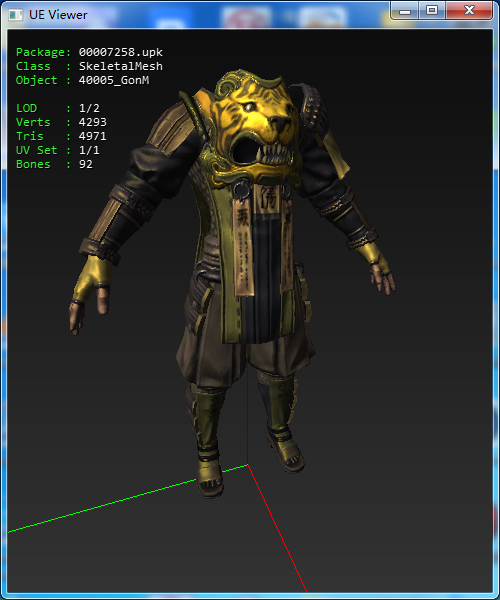 UE Viewer
Package: 00007258.upk
Class : SkeletalMesh
Object : 40005_GonM
LOD : 1/2
Verts : 4293
Tris : 4971
UV Set : 1/1
Bones : 92